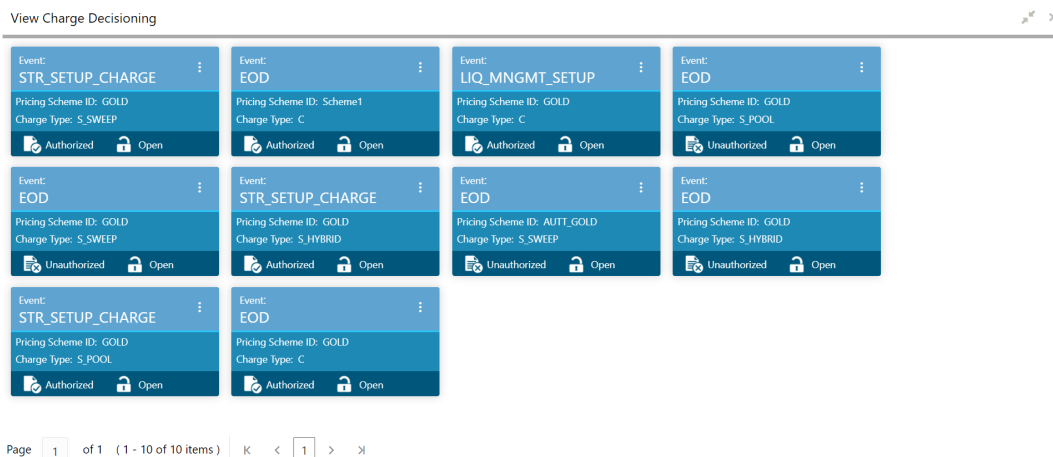 View Charge Decisioning
Event:
STR_SETUP_CHARGE
Pricing Scheme ID: GOLD
Charge Type: S_SWEEP
Authorized Open
Event:
EOD
Pricing Scheme ID: Scheme1
Charge Type: C
Authorized Open
Event:
LIQ_MNGMT_SETUP
Pricing Scheme ID: GOLD
Charge Type: C
Authorized Open
Event:
EOD
Pricing Scheme ID: GOLD
Charge Type: S_POOL
Unauthorized Open
Event:
EOD
Pricing Scheme ID: GOLD
Charge Type: S_SWEEP
Unauthorized Open
Event:
STR_SETUP_CHARGE
Pricing Scheme ID: GOLD
Charge Type: S_HYBRID
Authorized Open
Event:
EOD
Pricing Scheme ID: AUTT_GOLD
Charge Type: S_SWEEP
Unauthorized Open
Event:
EOD
Pricing Scheme ID: GOLD
Charge Type: S_HYBRID
Unauthorized Open
Event:
STR_SETUP_CHARGE
Pricing Scheme ID: GOLD
Charge Type: S_POOL
Authorized Open
Event:
EOD
Pricing Scheme ID: GOLD
Charge Type: C
Authorized Open
Page 1 of 1 ( 1 - 10 of 10 items ) 1